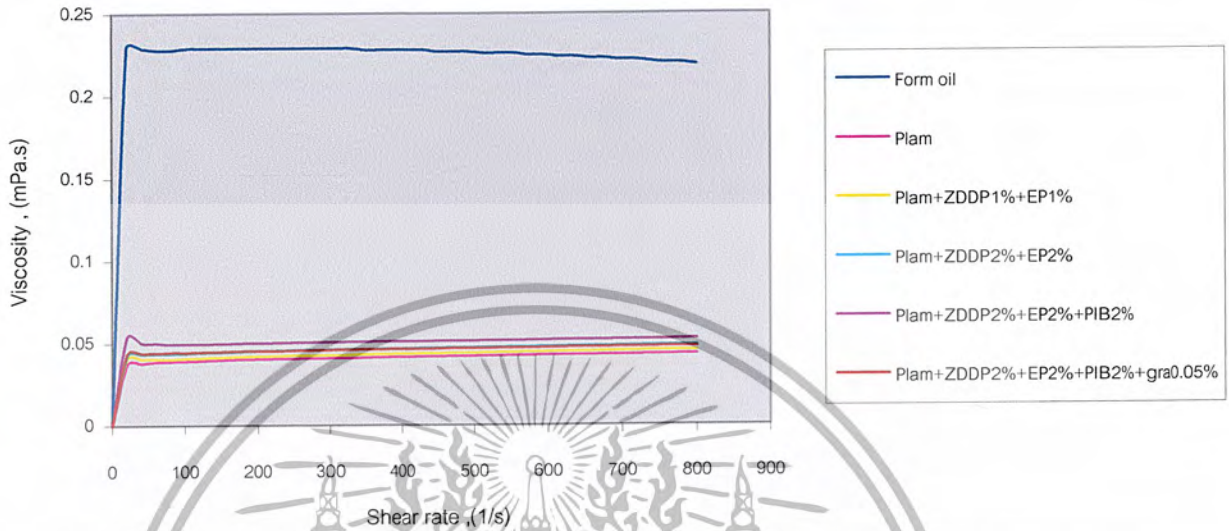 0.25
0.2
0.15
0.1
0.05
0
Viscosity , (mPa.s)
0 100 200 300 400 500 600 700 800 900
Shear rate ,(1/s)
Form oil
Plam
Plam+ZDDP1%+EP1%
Plam+ZDDP2%+EP2%
Plam+ZDDP2%+EP2%+PIB2%
Plam+ZDDP2%+EP2%+PIB2%+gra0.05%